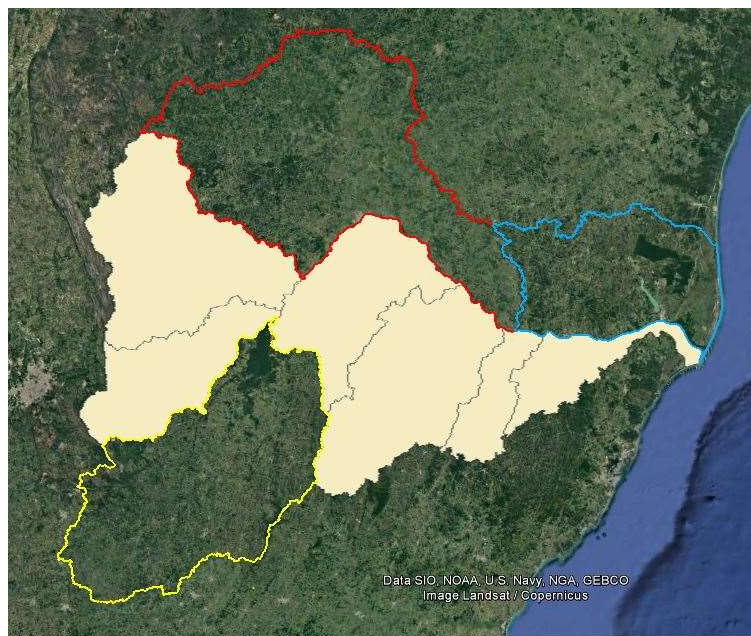 Data SIO, NOAA, U.S. Navy, NGA, GEBCO
Image Landsat / Copernicus